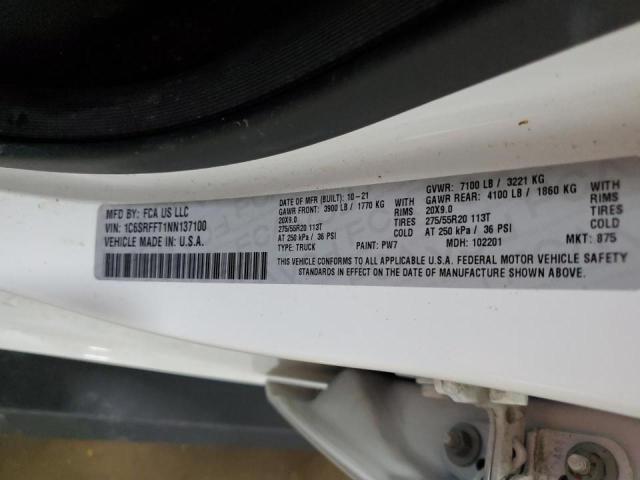 MFD BY: FCA US LLC
VIN: 1C6SRFFT1NN137100
VEHICLE MADE IN: U.S.A.
DATE OF MFR (BUILT): 10-21
GAWR FRONT: 3900 LB / 1770 KG
20X9.0 RIMS
275/55R20 113T TIRES
AT 250 kPa / 36 PSI COLD
TYPE: TRUCK PAINT: PW7
GVWR: 7100 LB / 3221 KG
GAWR REAR: 4100 LB / 1860 KG
20X9.0 RIMS
275/55R20 113T TIRES
AT 250 kPa / 36 PSI COLD
MDH: 102201 MKT: 875
THIS VEHICLE CONFORMS TO ALL APPLICABLE U.S.A. FEDERAL MOTOR VEHICLE SAFETY
STANDARDS IN EFFECT ON THE DATE OF MANUFACTURE SHOWN ABOVE.